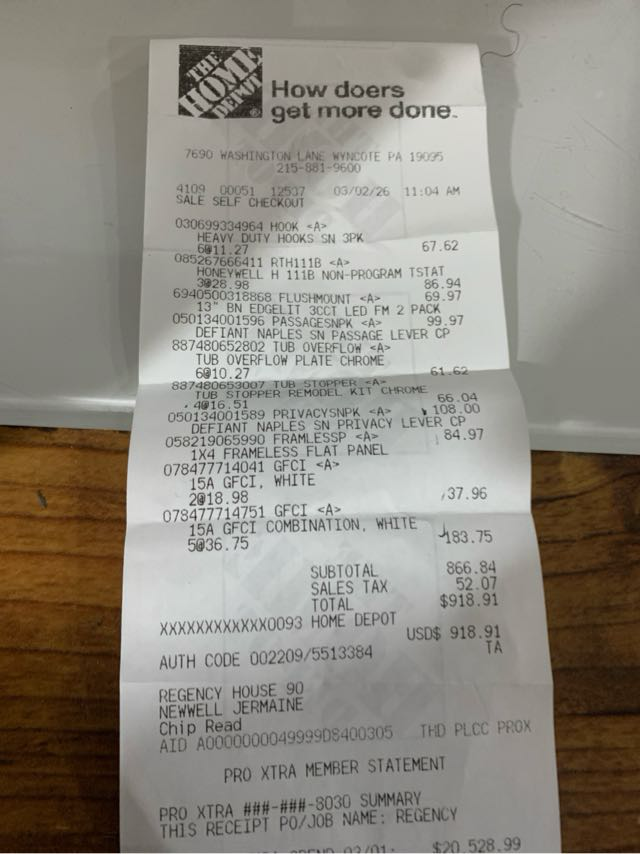 THE HOME DEPOT
How doers
get more done.
7690 WASHINGTON LANE WYNCOTE PA 19095
215-881-9600
4109 00051 12537 03/02/26 11:04 AM
SALE SELF CHECKOUT
030699334964 HOOK <A>
HEAVY DUTY HOOKS SN 3PK
6@11.27 67.62
085267666411 RTH111B <A>
HONEYWELL H 111B NON-PROGRAM TSTAT
3@28.98 86.94
6940500318868 FLUSHMOUNT <A> 69.97
13" BN EDGELIT 3CCT LED FM 2 PACK
050134001596 PASSAGESNPK <A> 99.97
DEFIANT NAPLES SN PASSAGE LEVER CP
887480652802 TUB OVERFLOW <A>
TUB OVERFLOW PLATE CHROME
6@10.27 61.62
887480653007 TUB STOPPER <A>
TUB STOPPER REMODEL KIT CHROME
4@16.51 66.04
050134001589 PRIVACYSNPK <A> 108.00
DEFIANT NAPLES SN PRIVACY LEVER CP
058219065990 FRAMLESSP <A> 84.97
1X4 FRAMELESS FLAT PANEL
078477714041 GFCI <A>
15A GFCI, WHITE
2@18.98 37.96
078477714751 GFCI <A>
15A GFCI COMBINATION, WHITE
5@36.75 183.75
SUBTOTAL 866.84
SALES TAX 52.07
TOTAL $918.91
XXXXXXXXXXXX0093 HOME DEPOT
USD$ 918.91
AUTH CODE 002209/5513384 TA
REGENCY HOUSE 90
NEWWELL JERMAINE
Chip Read
AID A0000000049999D8400305 THD PLCC PROX
PRO XTRA MEMBER STATEMENT
PRO XTRA ###-###-8030 SUMMARY
THIS RECEIPT PO/JOB NAME: REGENCY
SPEND 03/01: $20,528.99